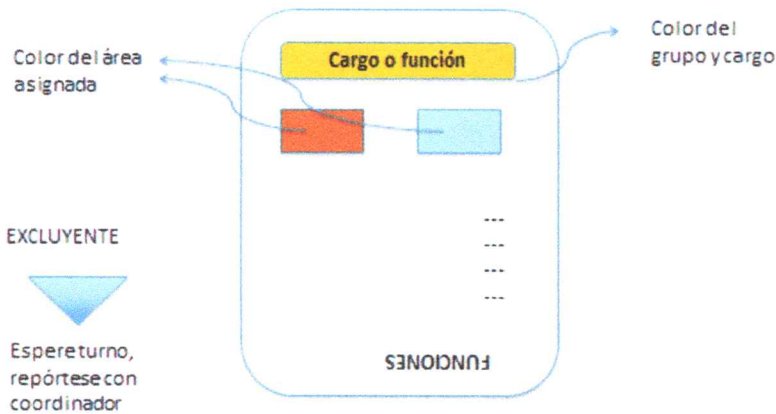 Color del área
asignada
Cargo o función
Color del
grupo y cargo
EXCLUYENTE
Espere turno,
repórtese con
coordinador
---
---
---
---
FUNCIONES